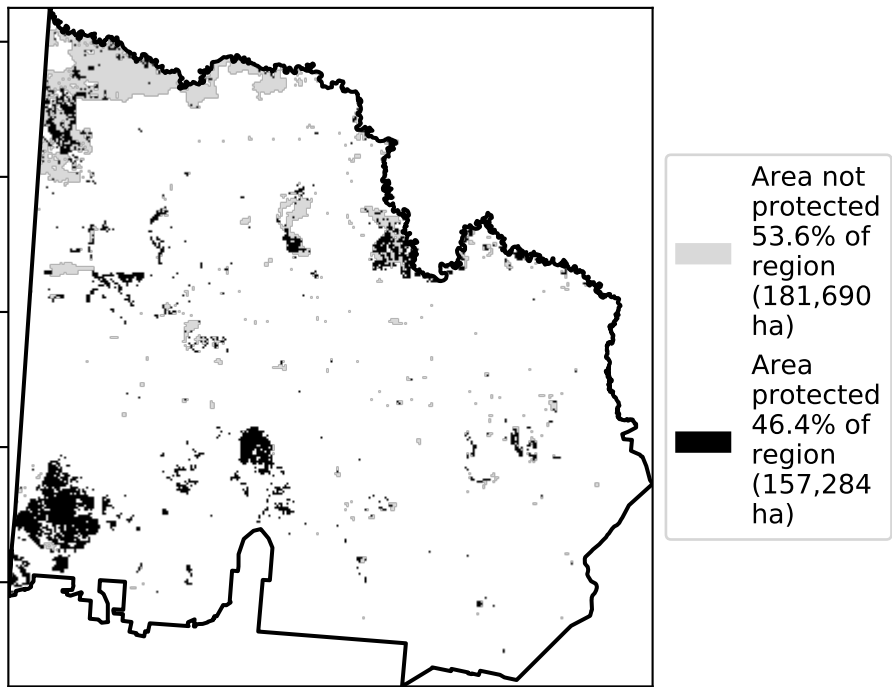 Area not
protected
53.6% of
region
(181,690
ha)
Area
protected
46.4% of
region
(157,284
ha)